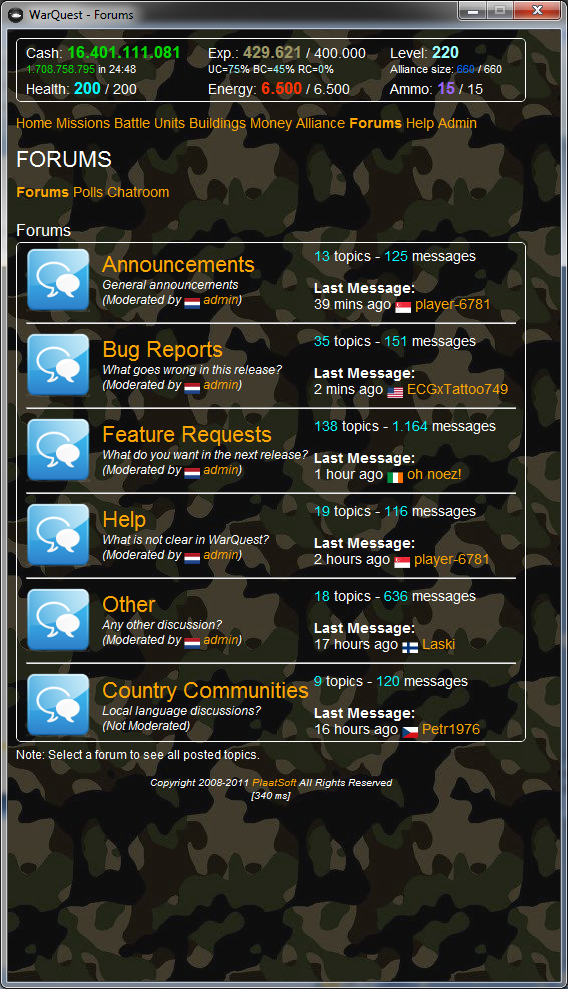 WarQuest - Forums
Cash: 16.401.111.081 Exp.: 429.621 / 400.000 Level: 220
1.708.758.795 in 24:48 UC=75% BC=45% RC=0% Alliance size: 660 / 660
Health: 200 / 200 Energy: 6.500 / 6.500 Ammo: 15 / 15
Home Missions Battle Units Buildings Money Alliance Forums Help Admin
FORUMS
Forums Polls Chatroom
Forums
Announcements
General announcements
(Moderated by admin)
13 topics - 125 messages
Last Message:
39 mins ago player-6781
Bug Reports
What goes wrong in this release?
(Moderated by admin)
35 topics - 151 messages
Last Message:
2 mins ago ECGxTattoo749
Feature Requests
What do you want in the next release?
(Moderated by admin)
138 topics - 1.164 messages
Last Message:
1 hour ago oh noez!
Help
What is not clear in WarQuest?
(Moderated by admin)
19 topics - 116 messages
Last Message:
2 hours ago player-6781
Other
Any other discussion?
(Moderated by admin)
18 topics - 636 messages
Last Message:
17 hours ago Laski
Country Communities
Local language discussions?
(Not Moderated)
9 topics - 120 messages
Last Message:
16 hours ago Petr1976
Note: Select a forum to see all posted topics.
Copyright 2008-2011 PlaatSoft All Rights Reserved
[340 ms]